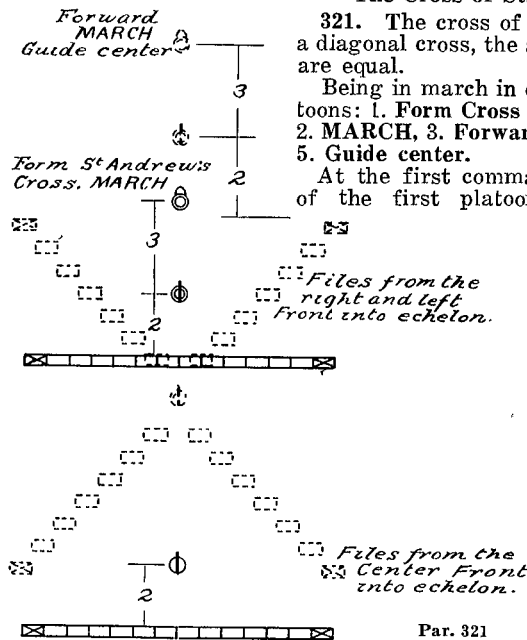 The Cross of
Forward
MARCH
Guide center
321. The cross of
a diagonal cross, the
are equal.
Being in march in
toons: 1. Form Cross
2. MARCH, 3. Forwar
5. Guide center.
At the first comma
of the first platoo
3
2
Form St Andrew's
Cross. MARCH
3
2
Files from the
right and left
Front into echelon.
2
Files from the
Center Front
into echelon.
Par. 321